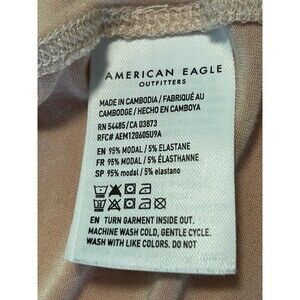 AMERICAN EAGLE
OUTFITTERS
MADE IN CAMBODIA / FABRIQUÉ AU
CAMBODGE / HECHO EN CAMBOYA
RN 54485/CA 03873
RFC# AEM120605U9A
EN 95% MODAL / 5% ELASTANE
FR 95% MODAL / 5% ÉLASTHANNE
SP 95% modal / 5% elastano
EN TURN GARMENT INSIDE OUT.
MACHINE WASH COLD, GENTLE CYCLE.
WASH WITH LIKE COLORS. DO NOT